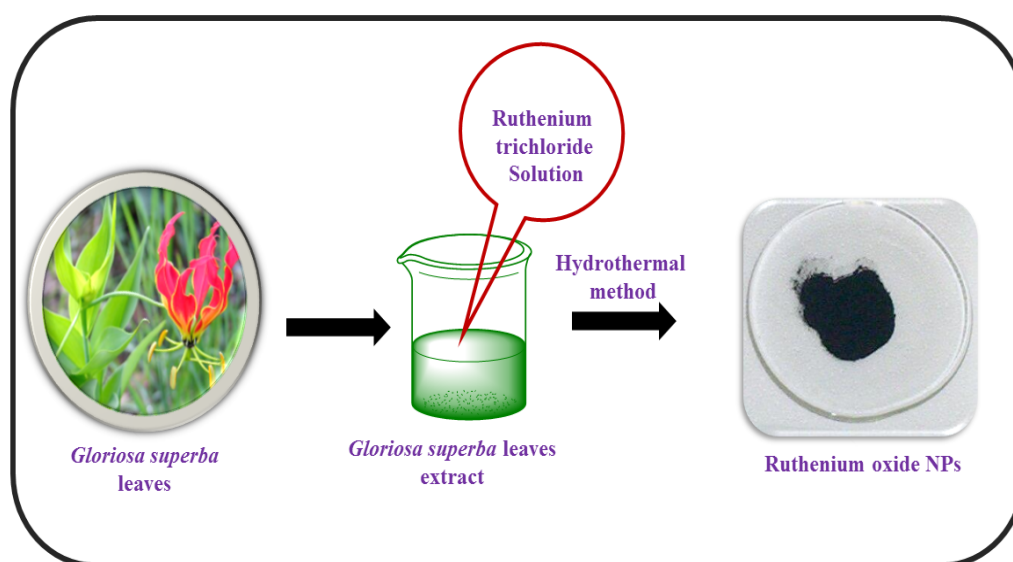 Ruthenium
trichloride
Solution
Hydrothermal
method
Gloriosa superba
leaves
Gloriosa superba leaves
extract
Ruthenium oxide NPs